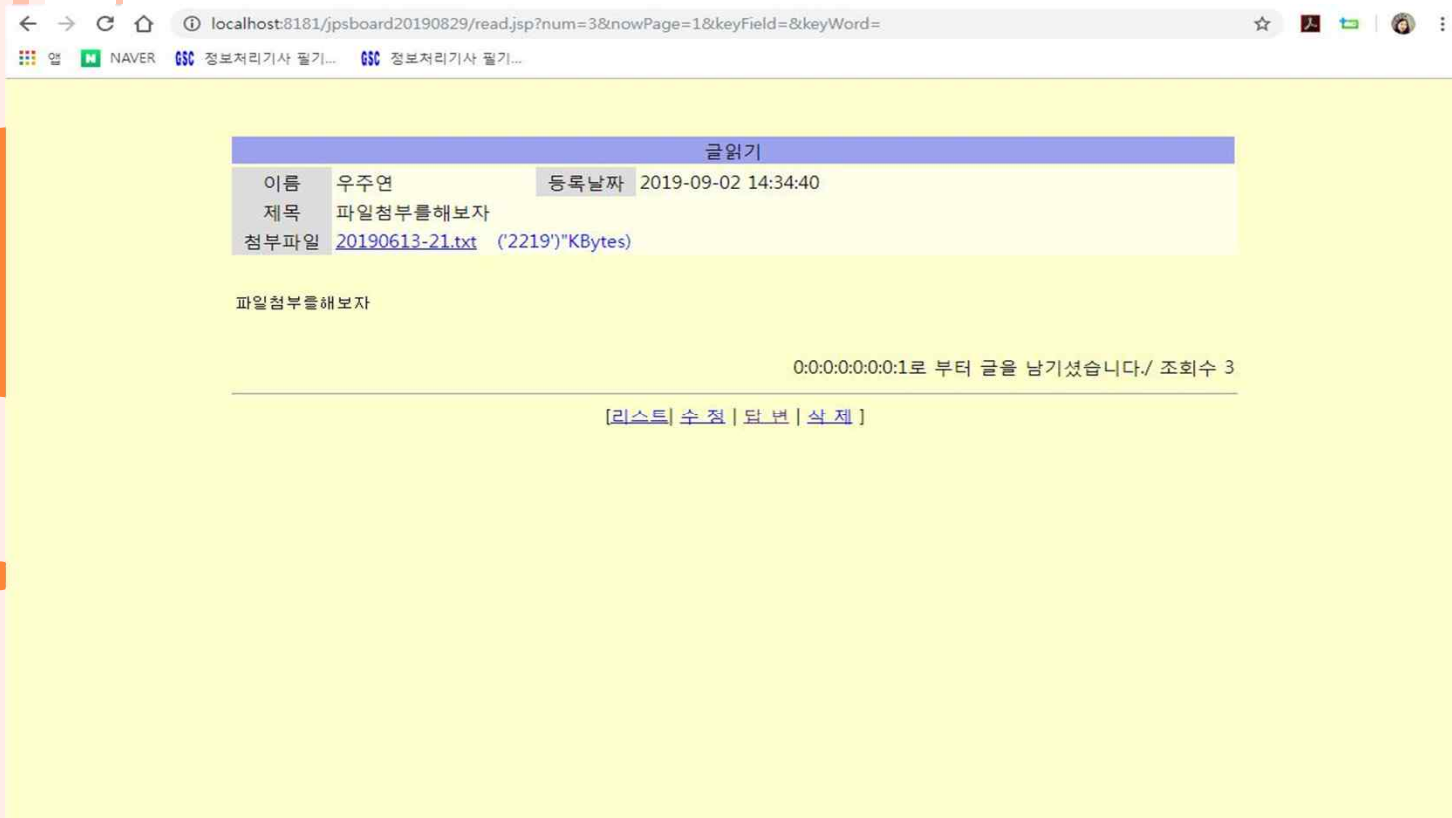 localhost:8181/jpsboard20190829/read.jsp?num=3&nowPage=1&keyField=&keyWord=
앱 NAVER GSC 정보처리기사 필기... GSC 정보처리기사 필기...
글읽기
이름 우주연 등록날짜 2019-09-02 14:34:40
제목 파일첨부를해보자
첨부파일 20190613-21.txt ('2219')"KBytes)
파일첨부를해보자
0:0:0:0:0:0:0:1로 부터 글을 남기셨습니다./ 조회수 3
[리스트| 수 정 | 답 변 | 삭 제 ]